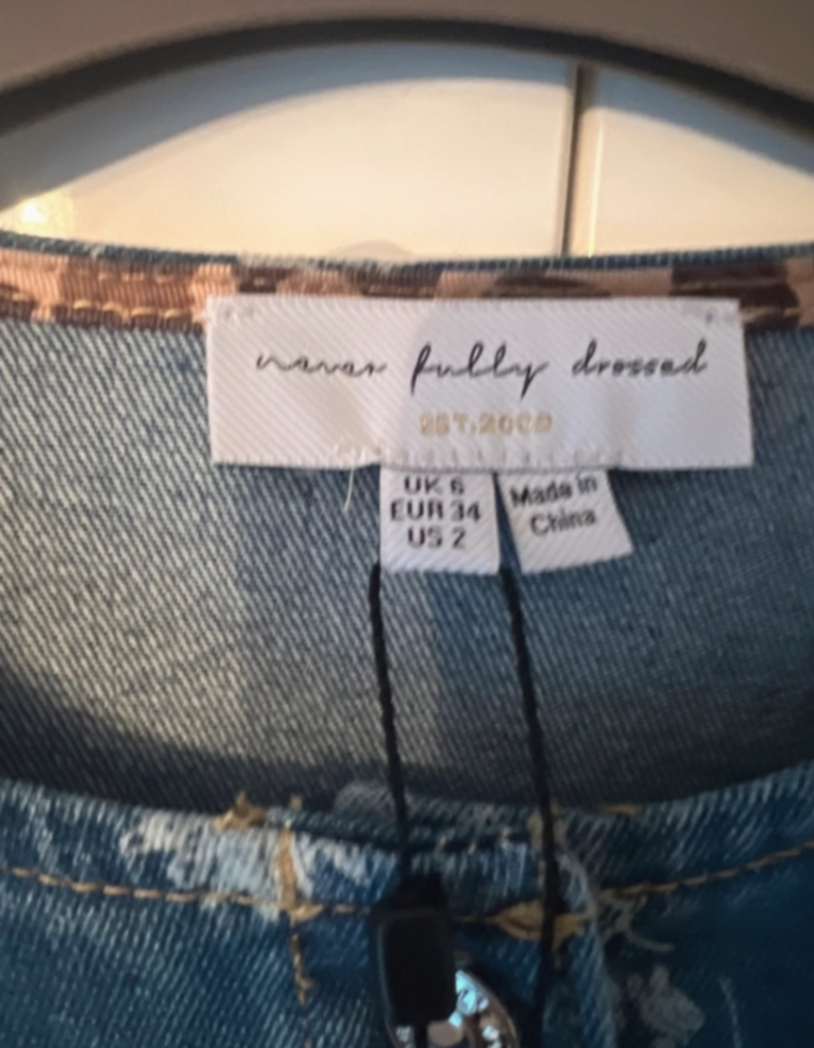 never fully dressed
EST.2009
UK 6
EUR 34
US 2
Made in
China